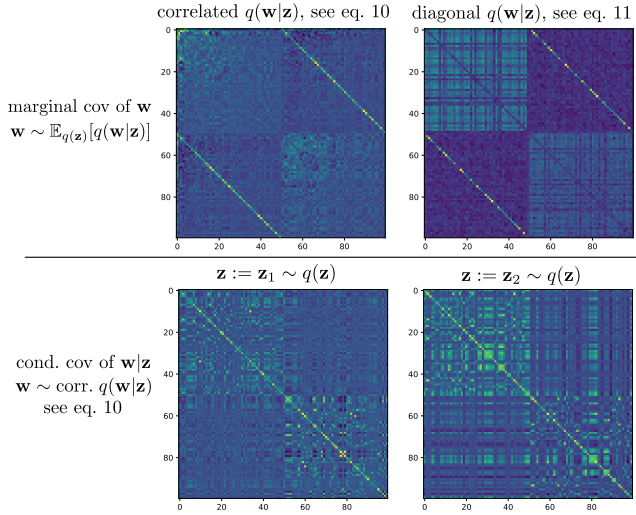 correlated q(w|z), see eq. 10
diagonal q(w|z), see eq. 11
marginal cov of w
w ∼ 𝔼_{q(z)}[q(w|z)]
0
20
40
60
80
0 20 40 60 80
0
20
40
60
80
0 20 40 60 80
z := z₁ ∼ q(z)
z := z₂ ∼ q(z)
cond. cov of w|z
w ∼ corr. q(w|z)
see eq. 10
0
20
40
60
80
0 20 40 60 80
0
20
40
60
80
0 20 40 60 80